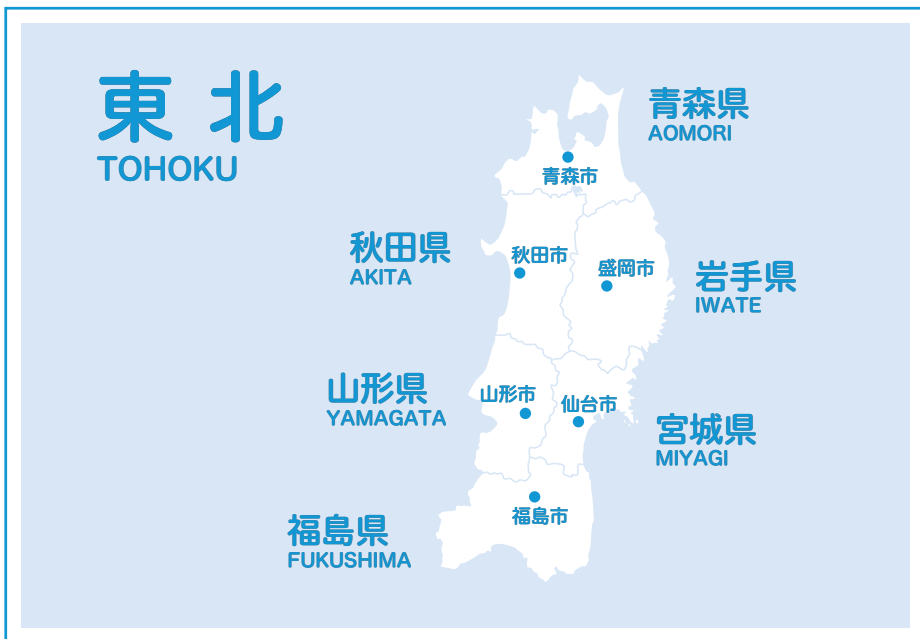 東北
TOHOKU
青森県
AOMORI
青森市
秋田県
AKITA
秋田市
盛岡市
岩手県
IWATE
山形県
YAMAGATA
山形市
仙台市
宮城県
MIYAGI
福島県
FUKUSHIMA
福島市